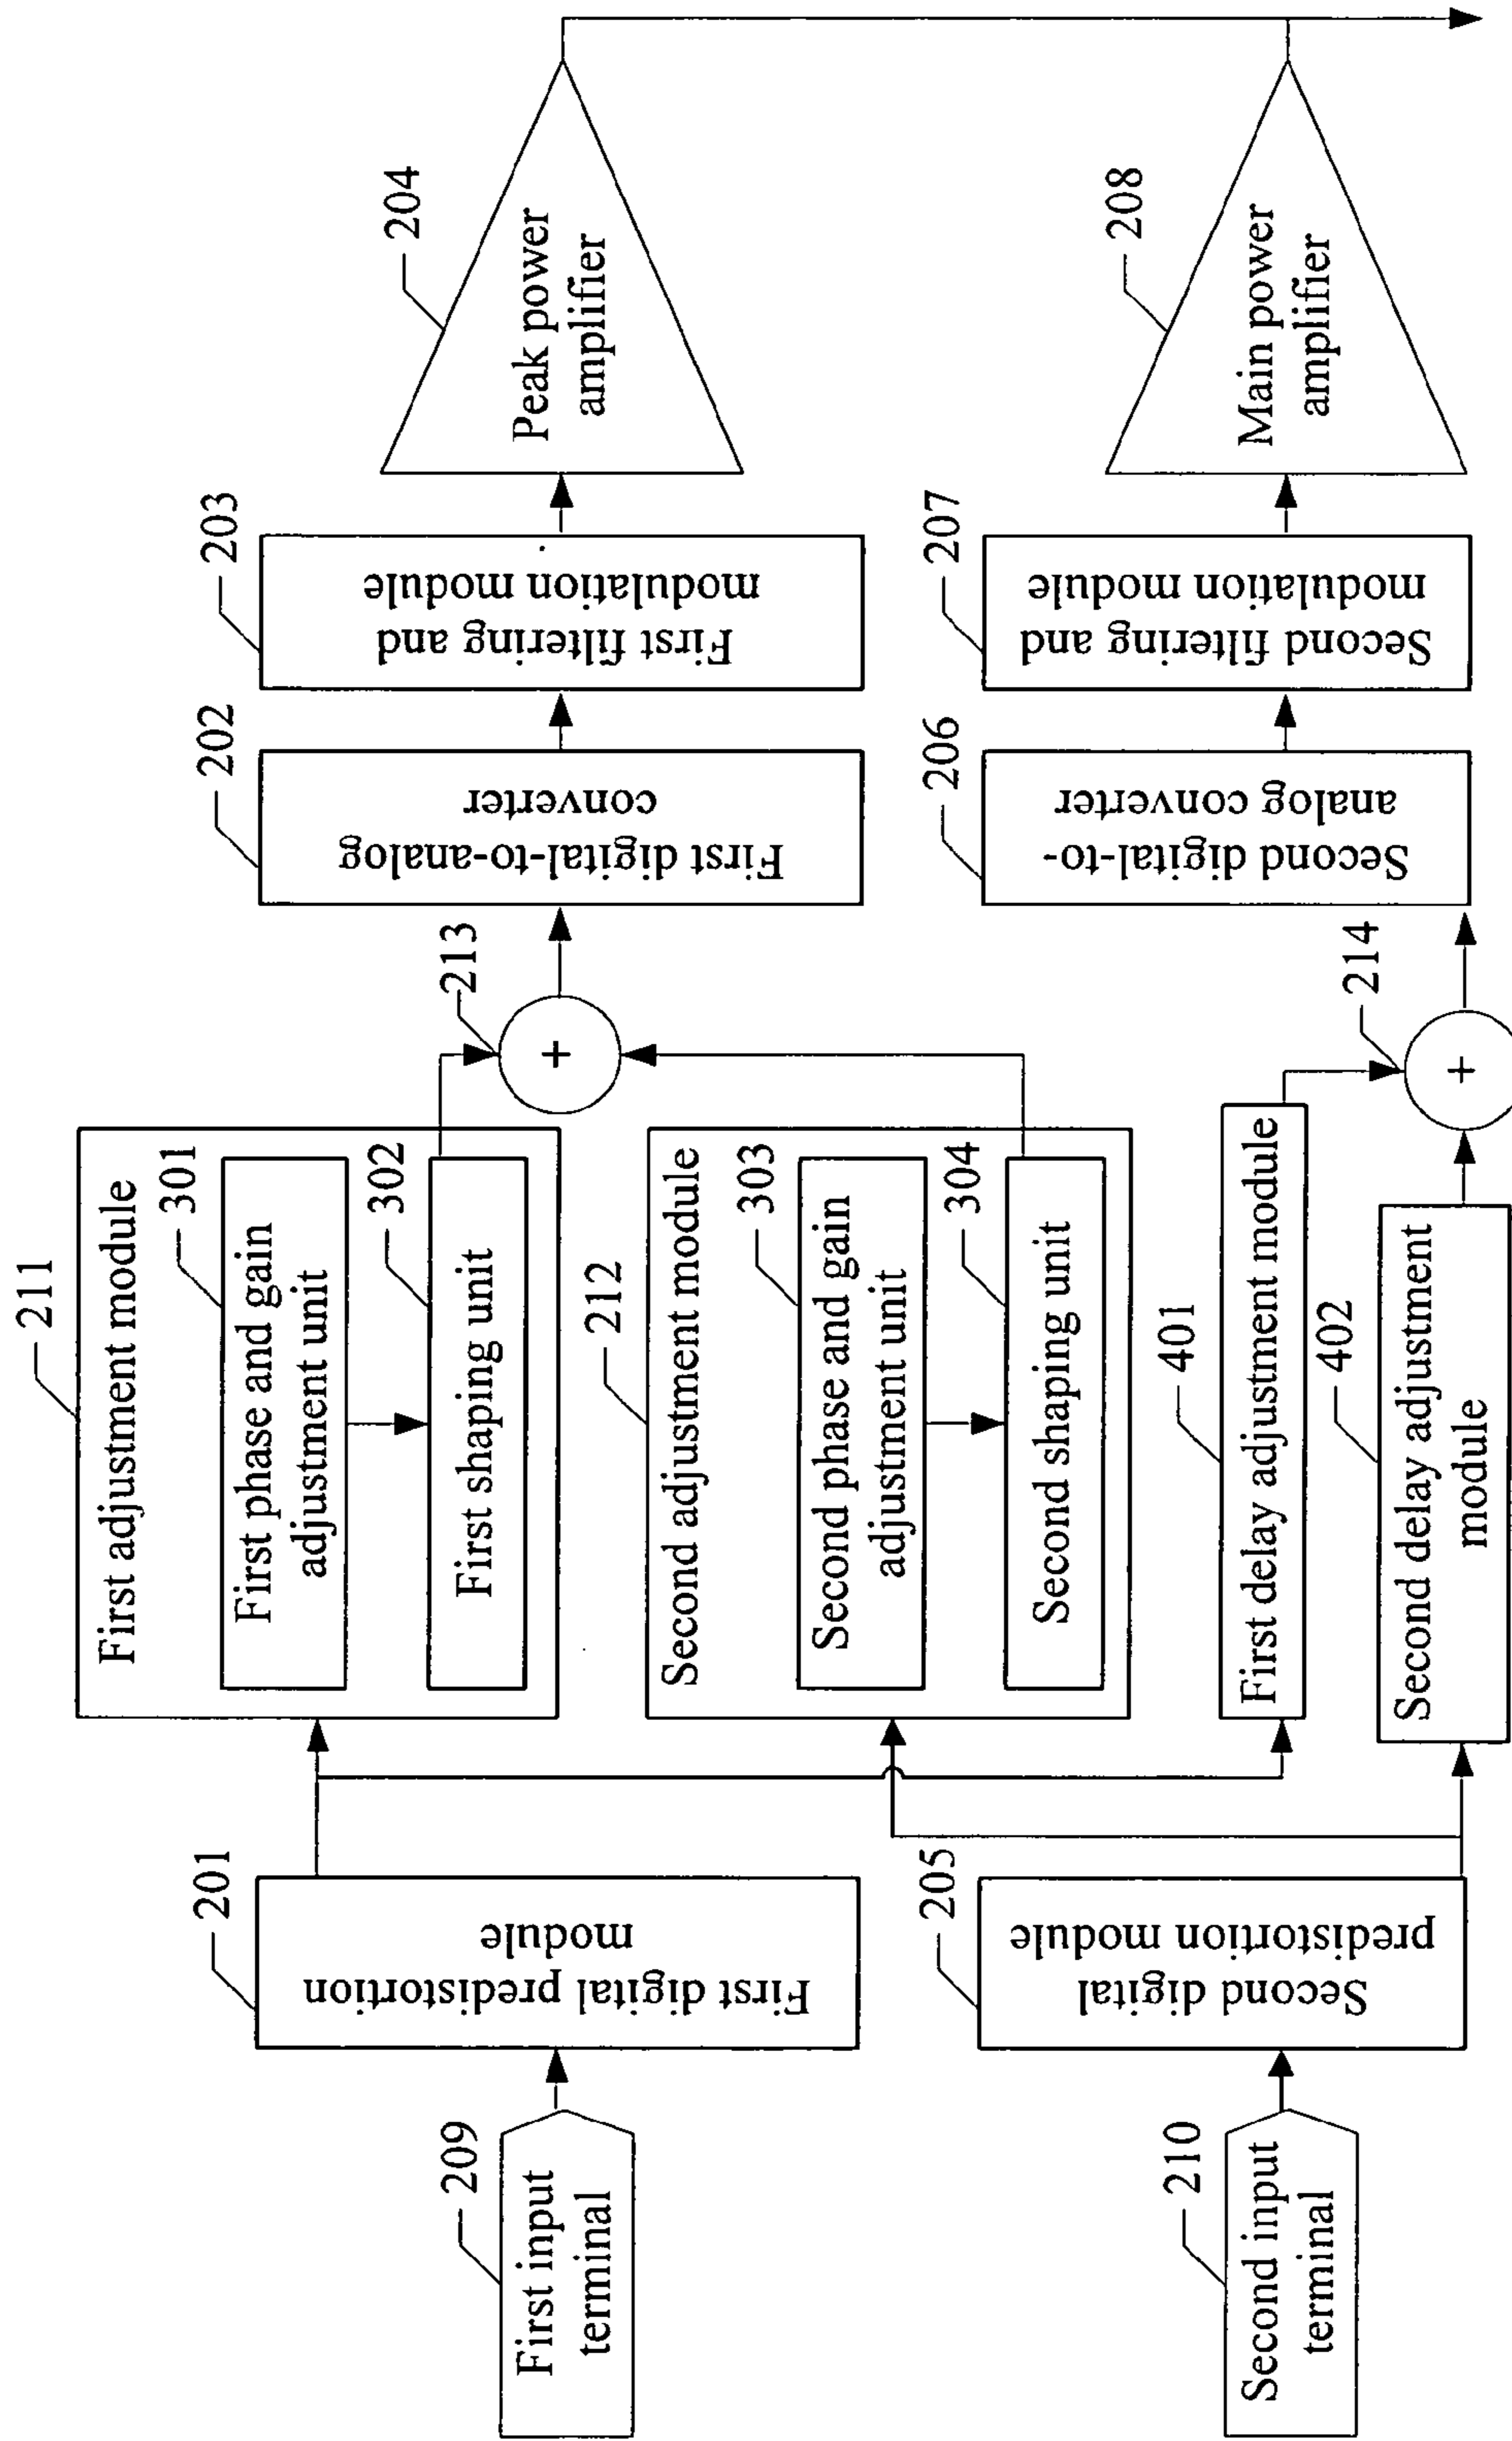 209
First input
terminal
201
First digital predistortion
module
211
First adjustment module
301
First phase and gain
adjustment unit
302
First shaping unit
213
+
202
First digital-to-analog
converter
203
First filtering and
modulation module
204
Peak power
amplifier
212
Second adjustment module
303
Second phase and gain
adjustment unit
304
Second shaping unit
401
First delay adjustment module
402
Second delay adjustment
module
210
Second input
terminal
205
Second digital
predistortion module
214
+
206
Second digital-to-
analog converter
207
Second filtering and
modulation module
208
Main power
amplifier